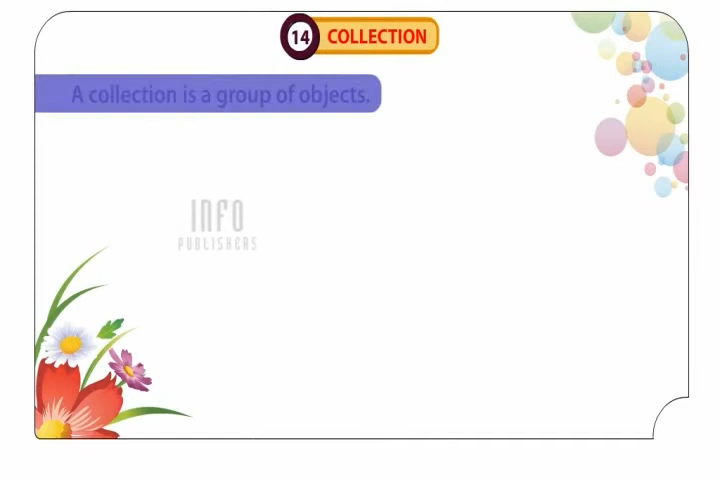 14 COLLECTION
A collection is a group of objects.
INFO
PUBLISHERS